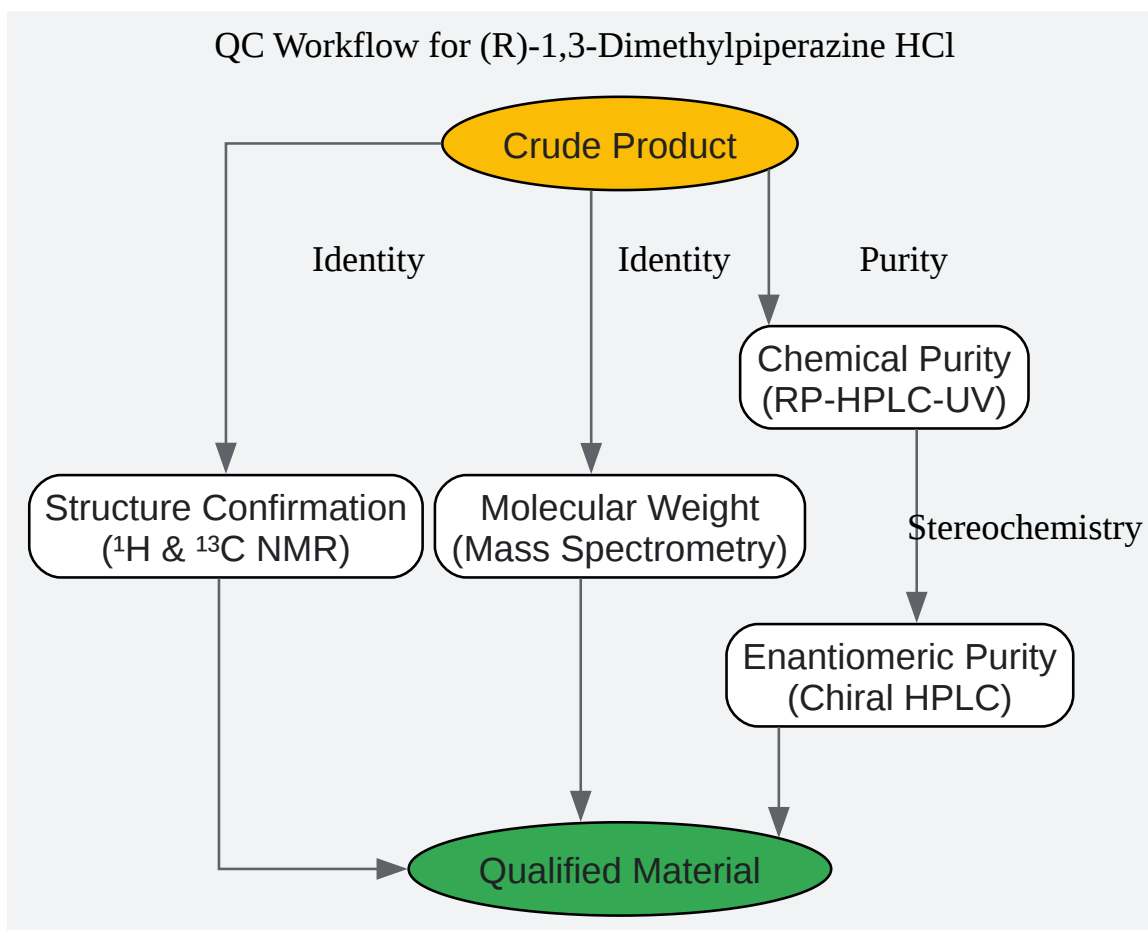 QC Workflow for (R)-1,3-Dimethylpiperazine HCl
Crude Product
Identity
Identity
Purity
Chemical Purity
(RP-HPLC-UV)
Structure Confirmation
(¹H & ¹³C NMR)
Molecular Weight
(Mass Spectrometry)
Stereochemistry
Enantiomeric Purity
(Chiral HPLC)
Qualified Material